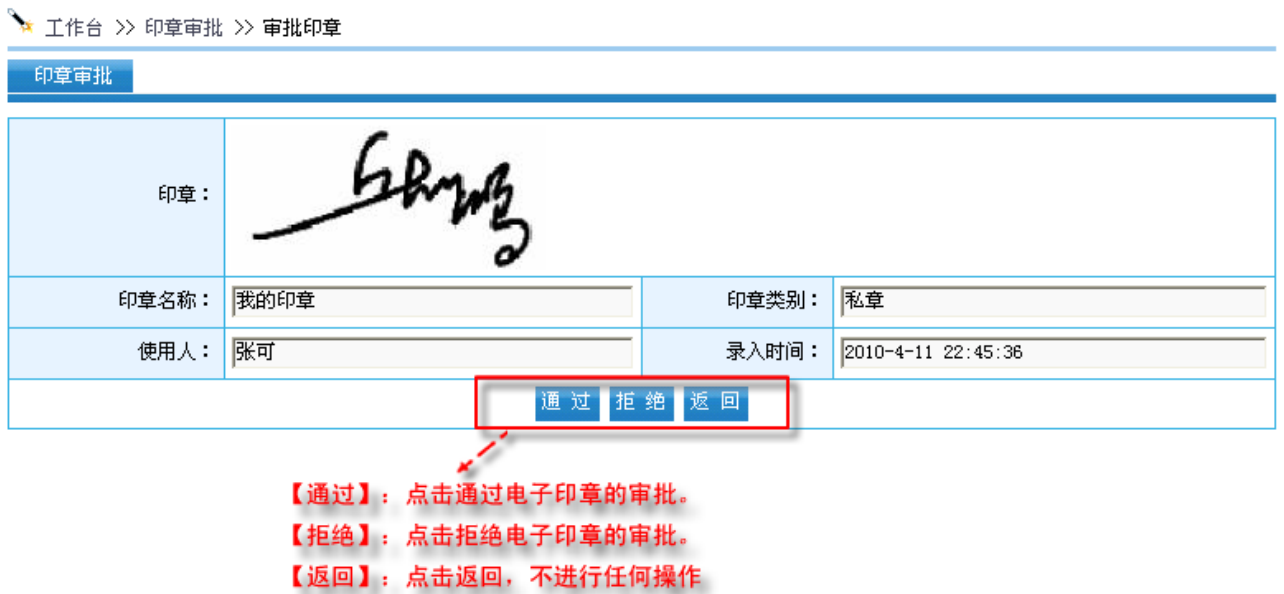 工作台 >> 印章审批 >> 审批印章
印章审批
印章：
印章名称： 我的印章 印章类别： 私章
使用人： 张可 录入时间： 2010-4-11 22:45:36
通 过 拒 绝 返 回
【通过】：点击通过电子印章的审批。
【拒绝】：点击拒绝电子印章的审批。
【返回】：点击返回，不进行任何操作